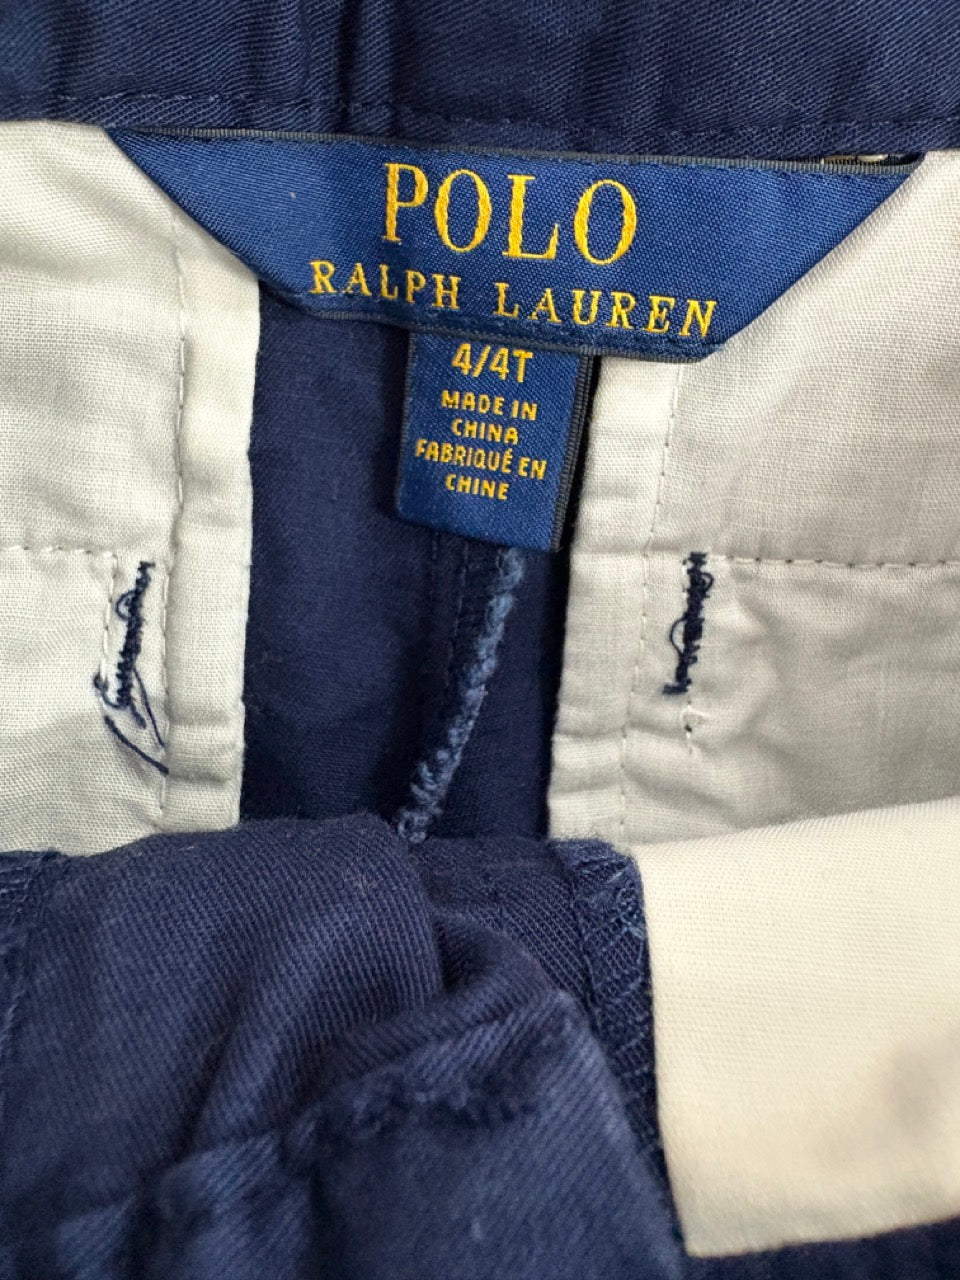 POLO
RALPH LAUREN
4/4T
MADE IN
CHINA
FABRIQUÉ EN
CHINE